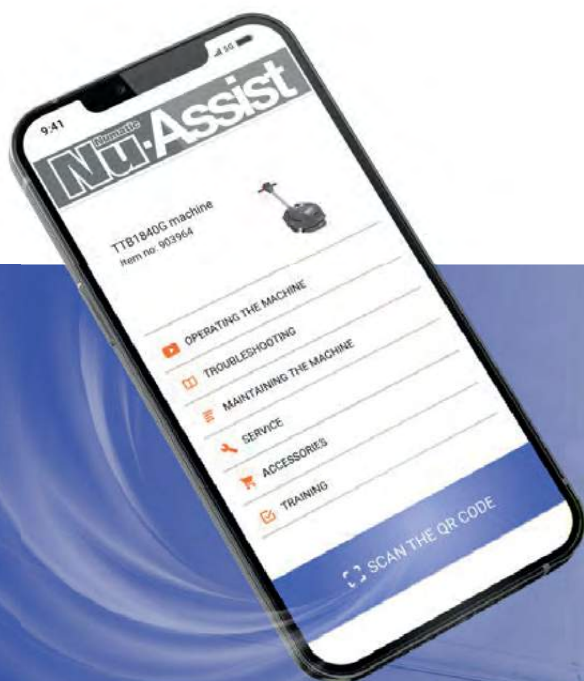 9:41
5G
Numatic
Nu-Assist
TTB1840G machine
Item no: 903964
OPERATING THE MACHINE
TROUBLESHOOTING
MAINTAINING THE MACHINE
SERVICE
ACCESSORIES
TRAINING
SCAN THE QR CODE